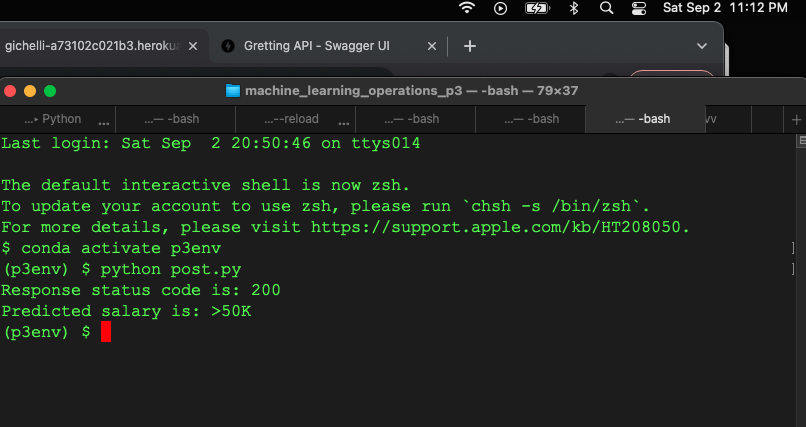 Sat Sep 2 11:12 PM
gichelli-a73102c021b3.heroku
Gretting API - Swagger UI
machine_learning_operations_p3 — -bash — 79×37
...▸ Python ... ...— -bash ...--reload ... ...— -bash ...— -bash ...— -bash vv
Last login: Sat Sep  2 20:50:46 on ttys014
The default interactive shell is now zsh.
To update your account to use zsh, please run `chsh -s /bin/zsh`.
For more details, please visit https://support.apple.com/kb/HT208050.
$ conda activate p3env
(p3env) $ python post.py
Response status code is: 200
Predicted salary is: >50K
(p3env) $